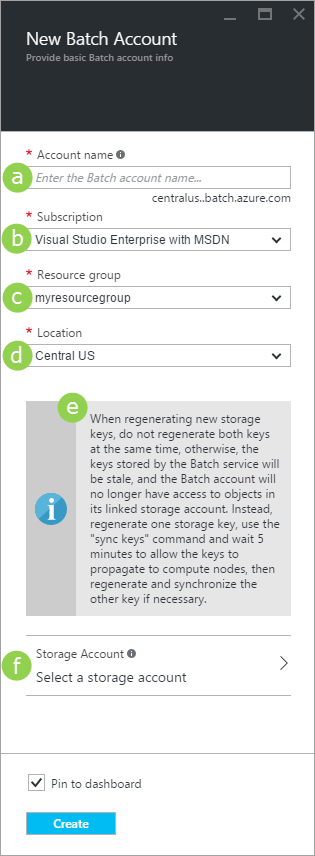 New Batch Account
Provide basic Batch account info
* Account name
a
Enter the Batch account name...
centralus..batch.azure.com
* Subscription
b
Visual Studio Enterprise with MSDN
* Resource group
c
myresourcegroup
* Location
d
Central US
e
When regenerating new storage
keys, do not regenerate both keys
at the same time, otherwise, the
keys stored by the Batch service will
be stale, and the Batch account will
no longer have access to objects in
its linked storage account. Instead,
regenerate one storage key, use the
"sync keys" command and wait 5
minutes to allow the keys to
propagate to compute nodes, then
regenerate and synchronize the
other key if necessary.
Storage Account
f
Select a storage account
Pin to dashboard
Create